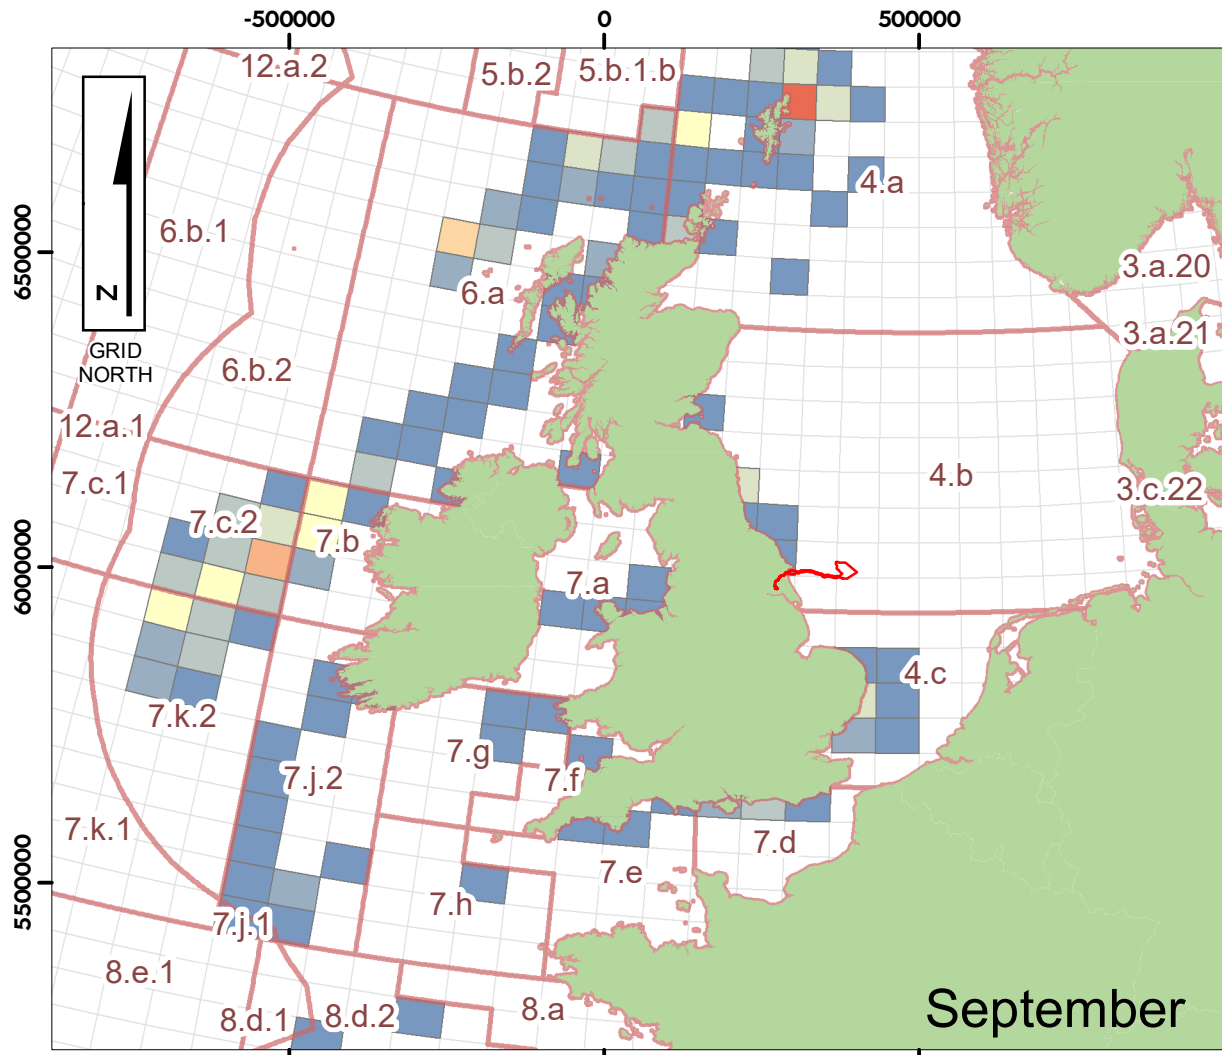 -5000000 0 500000
12.a.2
5.b.2
5.b.1.b
4.a
6.b.1
3.a.20
6500000
6.a
3.a.21
N
GRID
NORTH
6.b.2
12.a.1
7.c.1
4.b
3.c.22
7.c.2
7.b
6000000
7.a
4.c
7.k.2
7.g
7.f
7.j.2
7.k.1
7.d
7.e
5500000
7.h
7.j.1
8.e.1
8.d.1
8.d.2
8.a
September